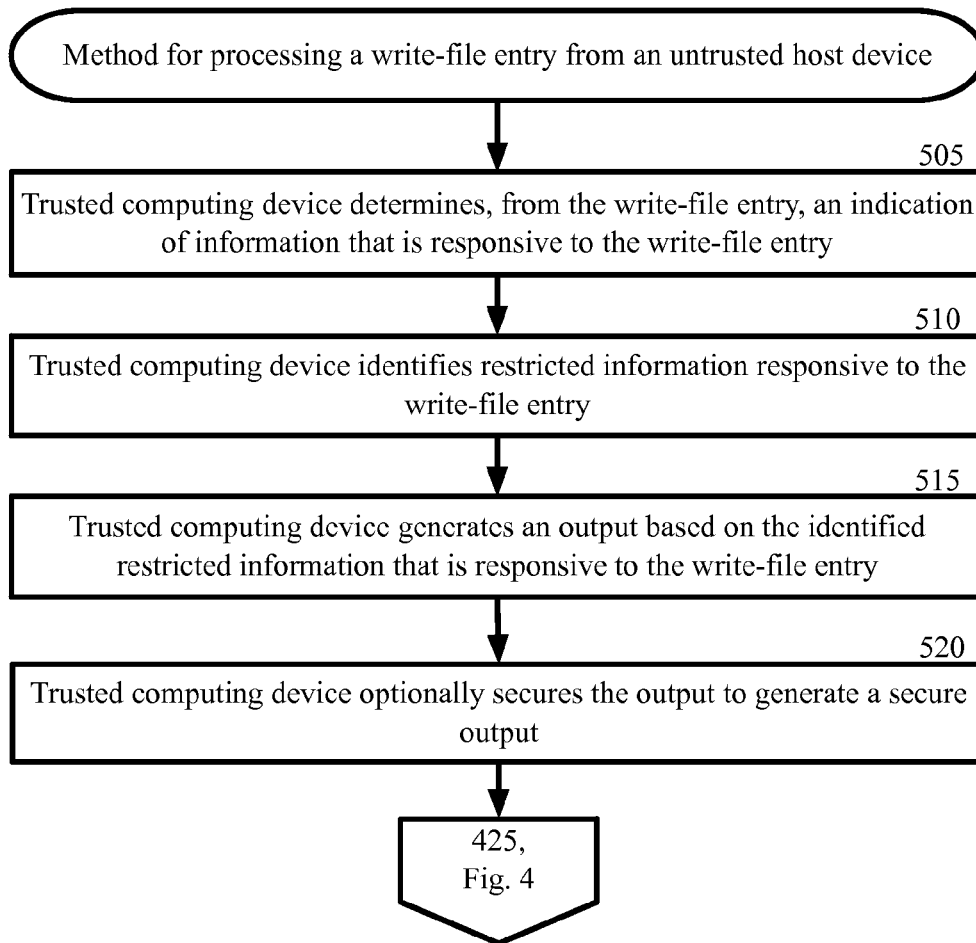 Method for processing a write-file entry from an untrusted host device
505
Trusted computing device determines, from the write-file entry, an indication
of information that is responsive to the write-file entry
510
Trusted computing device identifies restricted information responsive to the
write-file entry
515
Trusted computing device generates an output based on the identified
restricted information that is responsive to the write-file entry
520
Trusted computing device optionally secures the output to generate a secure
output
425,
Fig. 4